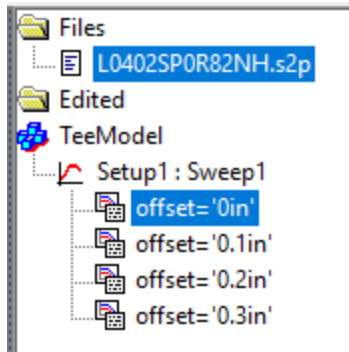 Files
L0402SP0R82NH.s2p
Edited
TeeModel
Setup1 : Sweep1
offset='0in'
offset='0.1in'
offset='0.2in'
offset='0.3in'